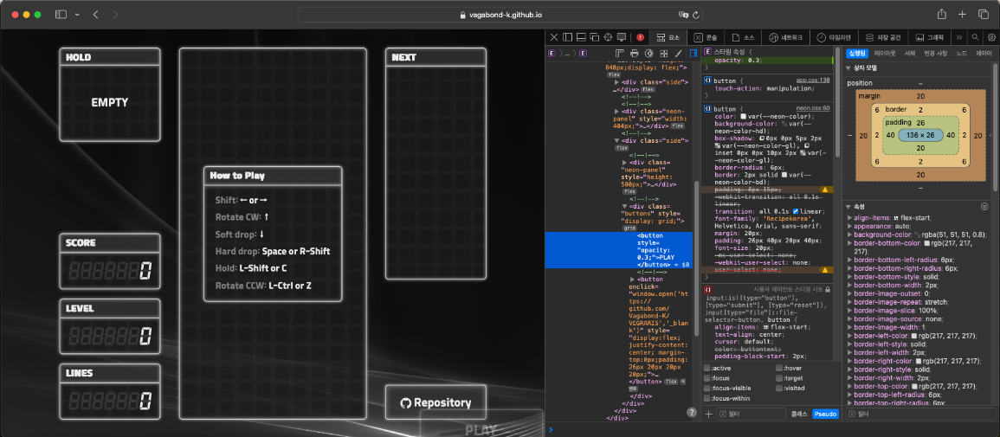 vagabond-k.github.io
HOLD
EMPTY
SCORE
0
LEVEL
0
LINES
0
How to Play
Shift: ← or →
Rotate CW: ↑
Soft drop: ↓
Hard drop: Space or R-Shift
Hold: L-Shift or C
Rotate CCW: L-Ctrl or Z
NEXT
Repository
PLAY
요소
콘솔
소스
네트워크
타임라인
저장 공간
그래픽
E
…
E
840px;display: flex;">
flex
<div class="side">
…</div> flex
<!---->
<!---->
<div class="neon-
panel" style="width:
404px">…</div> flex
<!---->
<div class="side">
flex
<!---->
<div class=
"neon-panel"
style="height:
500px;">…</div>
flex
<!---->
<div class=
"buttons" style=
"display: grid;">
grid
<button
style=
"opacity:
0.3;">PLAY
</button> = $0
<!---->
<button
onclick=
"window.open('ht
tps://
github.com/
Vagabond-K/
VEGRARIS','_blan
k')" style=
"display:flex;
justify-content:
center; margin-
top:0px;padding:
26px 20px 20px
20px;">…
</button> flex 이
벤트
</div>
</div>
</div>
E 스타일 속성 {
opacity: 0.3;
}
button { app.css:138
touch-action: manipulation;
}
button { neon.css:60
color: var(--neon-color);
background-color: var(--
neon-color-hd);
box-shadow: 0px 0px 5px 2px
var(--neon-color-gl),
inset 0px 0px 10px 2px var(-
-neon-color-gl);
border-radius: 6px;
border: 2px solid var(--
neon-color-bd);
padding: 6px 15px;
-webkit-transition: all 0.1s
linear;
transition: all 0.1s linear;
font-family: 'Recipekorea',
Helvetica, Arial, sans-serif;
margin: 20px;
padding: 26px 40px 20px 40px;
font-size: 20px;
-ms-user-select: none;
-webkit-user-select: none;
user-select: none;
}
사용자 에이전트 스타일 시트
input:is([type="button"],
[type="submit"], [type="reset"]),
input[type="file"]::file-
selector-button, button {
align-items: flex-start;
text-align: center;
cursor: default;
color: buttontext;
padding-block-start: 2px;
:active
:hover
:focus
:target
:focus-visible
:visited
:focus-within
필터
클래스
Pseudo
실행됨
레이아웃
서체
변경 사항
노드
레이어
상자 모델
position
–
margin
20
6
border
2
6
padding
26
–
20
2
40
136 × 26
40
2
20
–
20
6
2
6
20
–
속성
align-items: flex-start;
appearance: auto;
background-color: rgba(51, 51, 51, 0.8);
border-bottom-color: rgb(217, 217,
217);
border-bottom-left-radius: 6px;
border-bottom-right-radius: 6px;
border-bottom-style: solid;
border-bottom-width: 2px;
border-image-outset: 0;
border-image-repeat: stretch;
border-image-slice: 100%;
border-image-source: none;
border-image-width: 1;
border-left-color: rgb(217, 217, 217);
border-left-style: solid;
border-left-width: 2px;
border-right-color: rgb(217, 217, 217);
border-right-style: solid;
border-right-width: 2px;
border-top-color: rgb(217, 217, 217);
border-top-left-radius: 6px;
border-top-right-radius: 6px;
필터